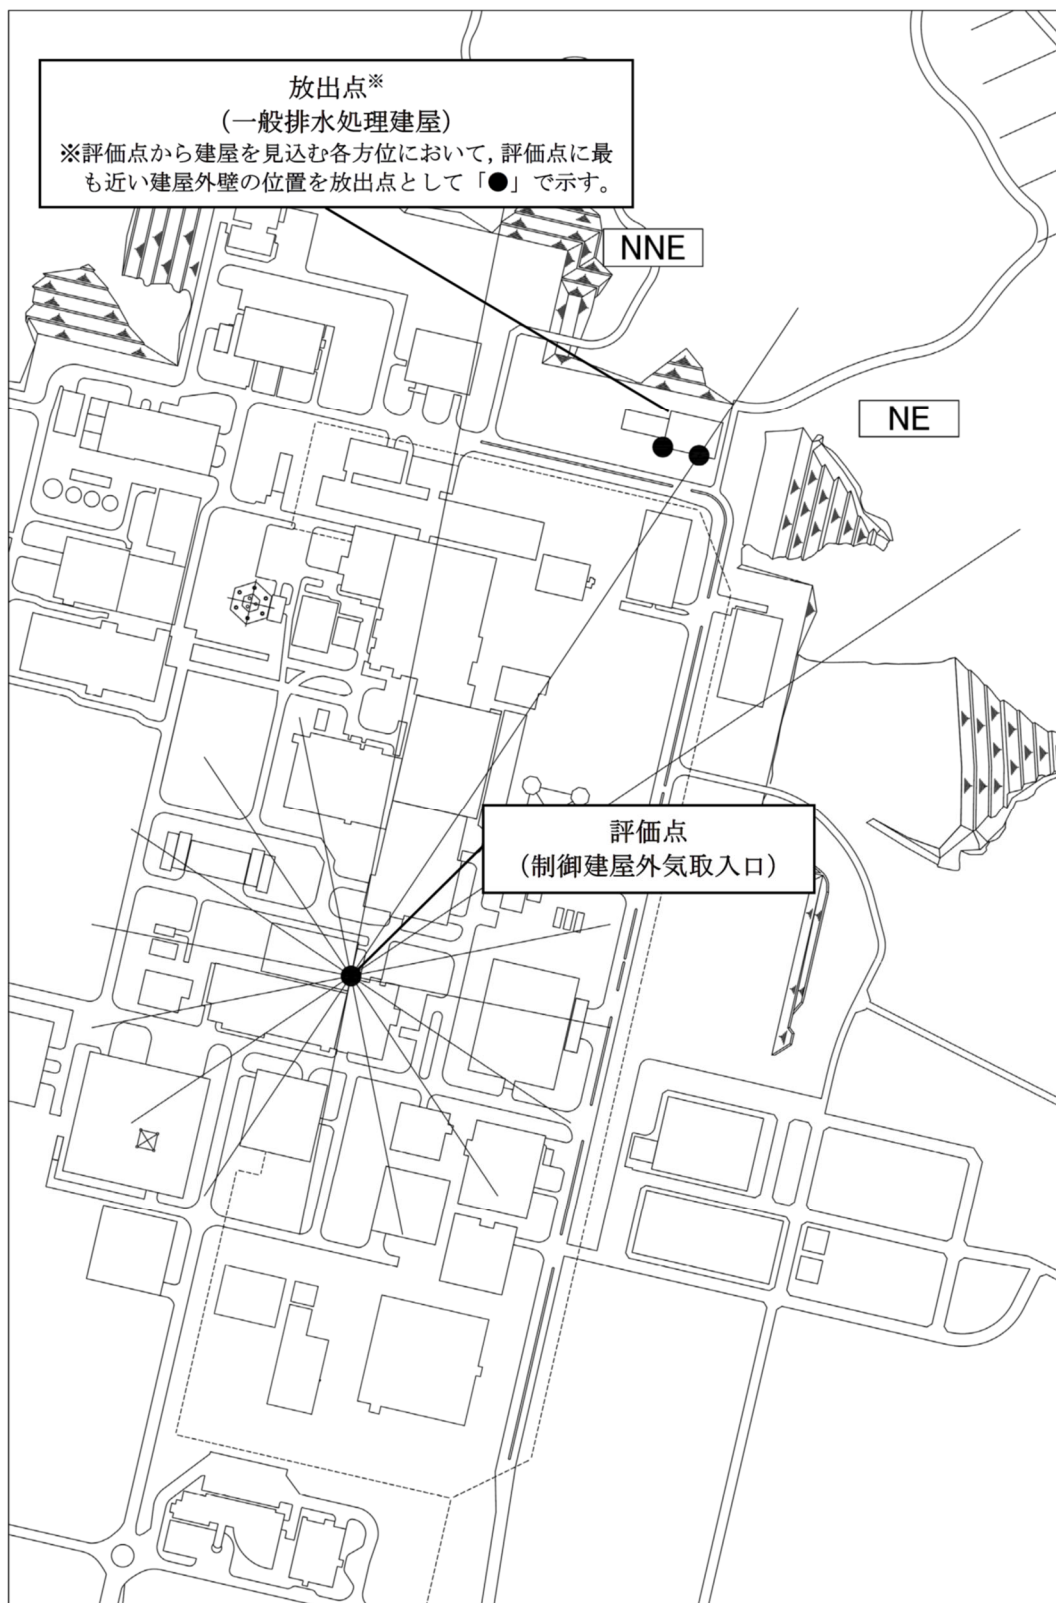 放出点※
（一般排水処理建屋）
※評価点から建屋を見込む各方位において，評価点に最
も近い建屋外壁の位置を放出点として「●」で示す。
NNE
NE
評価点
（制御建屋外気取入口）